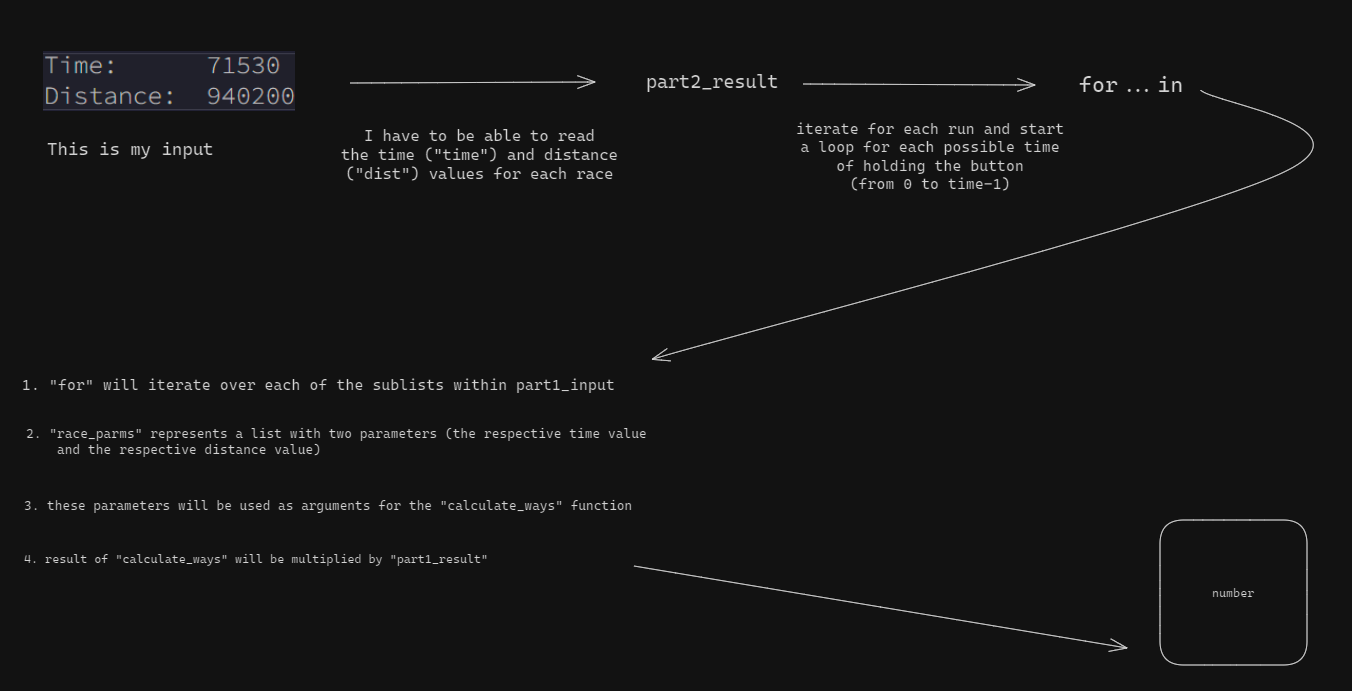 Time: 71530
Distance: 940200
part2_result
for ... in
This is my input
I have to be able to read
the time ("time") and distance
("dist") values for each race
iterate for each run and start
a loop for each possible time
of holding the button
(from 0 to time-1)
1. "for" will iterate over each of the sublists within part1_input
2. "race_parms" represents a list with two parameters (the respective time value
and the respective distance value)
3. these parameters will be used as arguments for the "calculate_ways" function
4. result of "calculate_ways" will be multiplied by "part1_result"
number